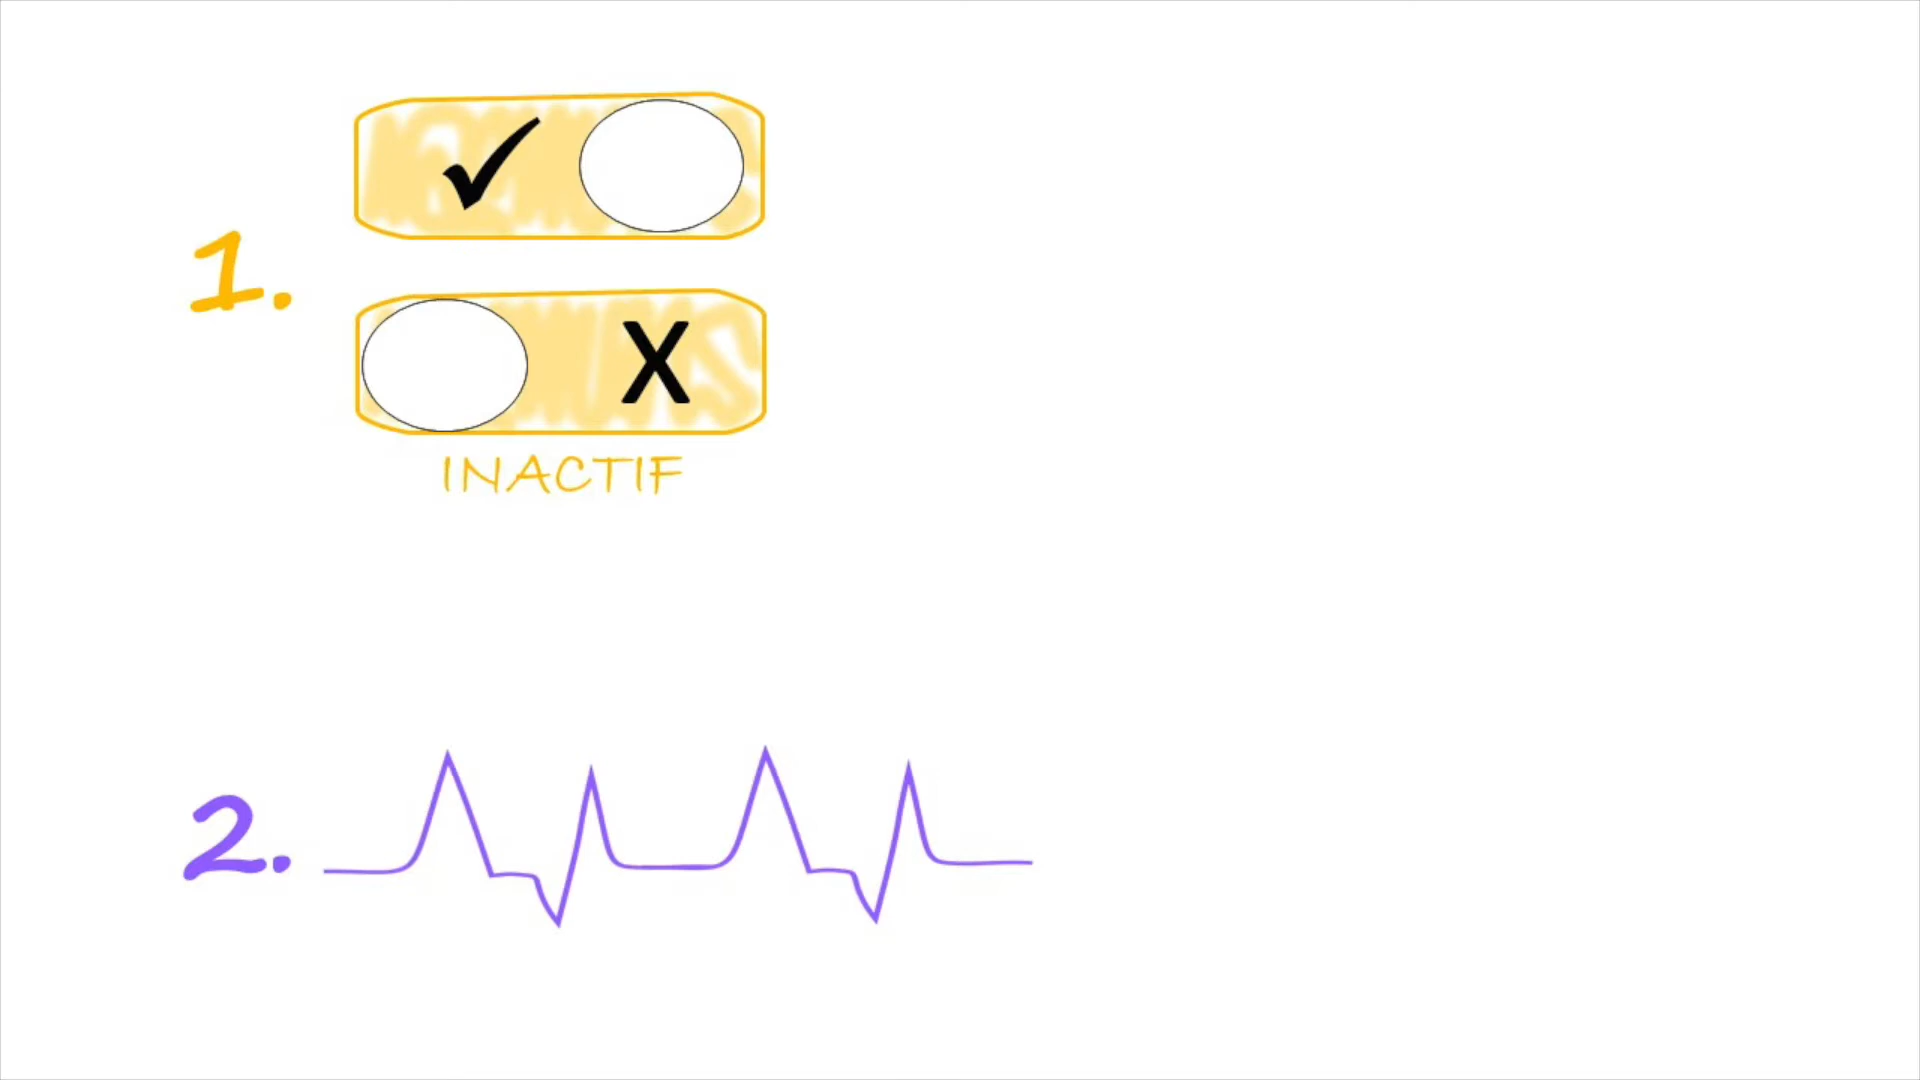 1.
✓
X
INACTIF
2.